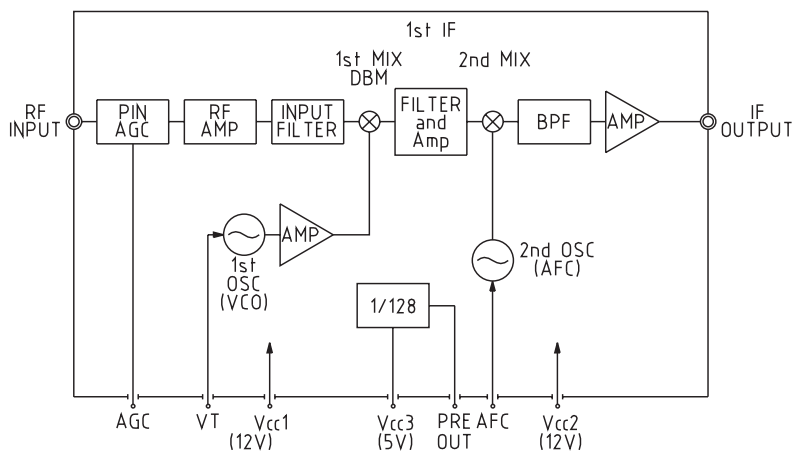 1st IF
1st MIX
DBM
2nd MIX
RF
INPUT
PIN
AGC
RF
AMP
INPUT
FILTER
FILTER
and
Amp
BPF
AMP
IF
OUTPUT
AMP
1st
OSC
(VCO)
2nd OSC
(AFC)
1/128
AGC
VT
Vcc1
(12V)
Vcc3
(5V)
PRE
OUT
AFC
Vcc2
(12V)